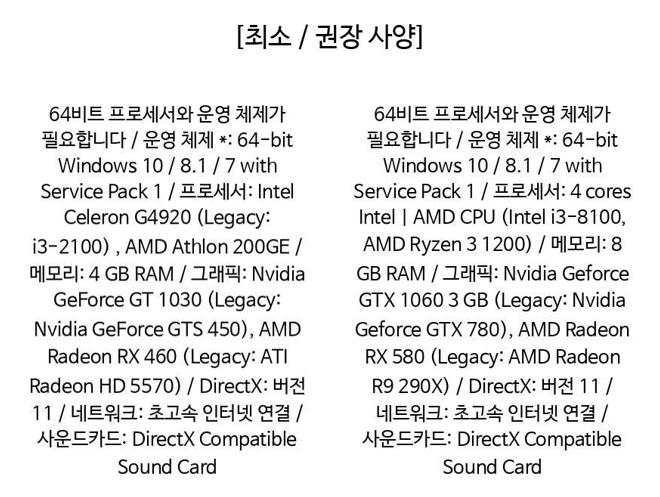 [최소 / 권장 사양]
64비트 프로세서와 운영 체제가
필요합니다 / 운영 체제 *: 64-bit
Windows 10 / 8.1 / 7 with
Service Pack 1 / 프로세서: Intel
Celeron G4920 (Legacy:
i3-2100) , AMD Athlon 200GE /
메모리: 4 GB RAM / 그래픽: Nvidia
GeForce GT 1030 (Legacy:
Nvidia GeForce GTS 450), AMD
Radeon RX 460 (Legacy: ATI
Radeon HD 5570) / DirectX: 버전
11 / 네트워크: 초고속 인터넷 연결 /
사운드카드: DirectX Compatible
Sound Card
64비트 프로세서와 운영 체제가
필요합니다 / 운영 체제 *: 64-bit
Windows 10 / 8.1 / 7 with
Service Pack 1 / 프로세서: 4 cores
Intel | AMD CPU (Intel i3-8100,
AMD Ryzen 3 1200) / 메모리: 8
GB RAM / 그래픽: Nvidia Geforce
GTX 1060 3 GB (Legacy: Nvidia
Geforce GTX 780), AMD Radeon
RX 580 (Legacy: AMD Radeon
R9 290X) / DirectX: 버전 11 /
네트워크: 초고속 인터넷 연결 /
사운드카드: DirectX Compatible
Sound Card